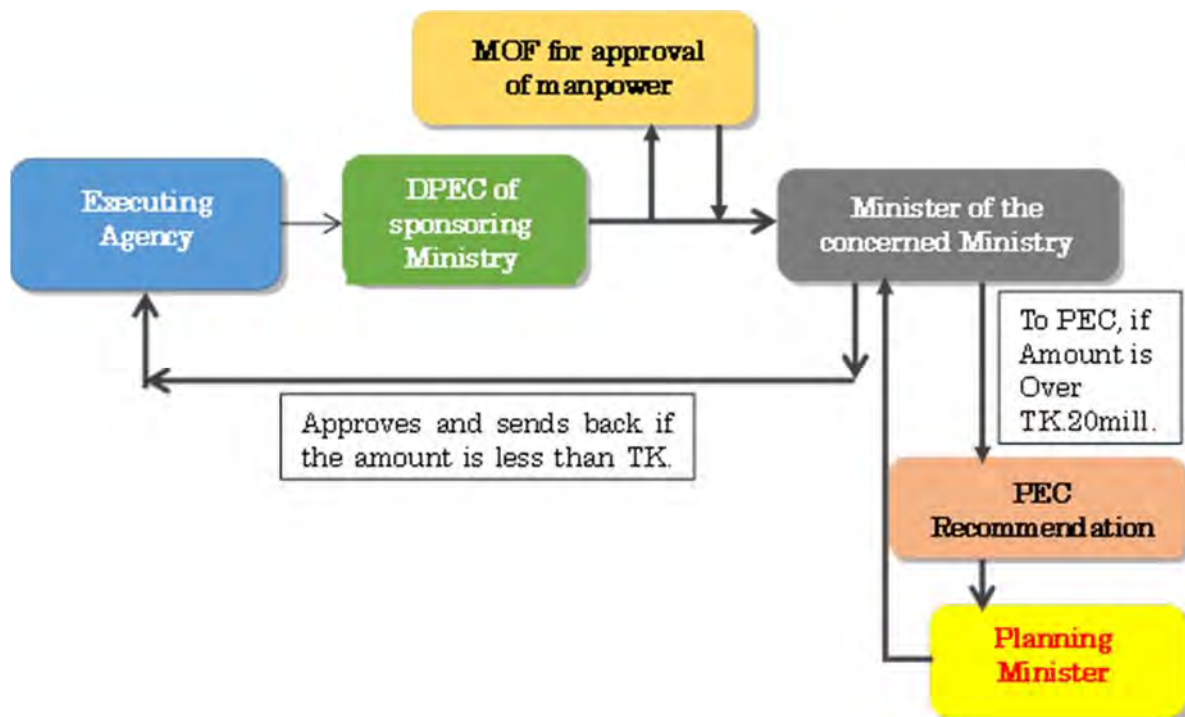 MOF for approval
of manpower
Executing
Agency
DPEC of
sponsoring
Ministry
Minister of the
concerned Ministry
To PEC, if
Amount is
Over
TK.20mill.
Approves and sends back if
the amount is less than TK.
PEC
Recommendation
Planning
Minister